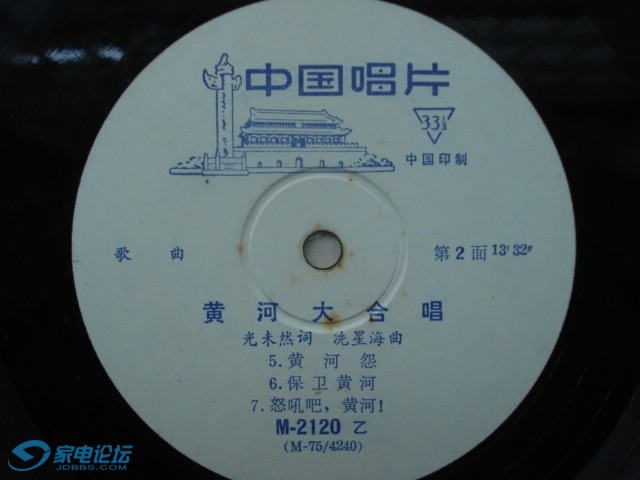 中国唱片
33⅓
中国印制
歌 曲
第2面 13′32″
黄河大合唱
光未然词 冼星海曲
5.黄河怨
6.保卫黄河
7.怒吼吧，黄河！
M-2120 乙
(M-75/4240)
家电论坛
JDBBS.COM